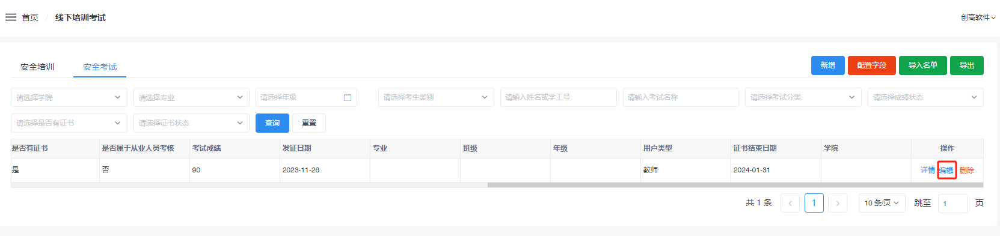 首页 / 线下培训考试 创高软件
安全培训 安全考试 新增 配置字段 导入名单 导出
请选择学院 请选择专业 请选择年级 请选择考生类别 请输入姓名或学工号 请输入考试名称 请选择考试分类 请选择成绩状态
请选择是否有证书 请选择证书状态 查询 重置
是否有证书 是否属于从业人员考核 考试成绩 发证日期 专业 班级 年级 用户类型 证书结束日期 学院 操作
是 否 90 2023-11-26 教师 2024-01-31 详情 编辑 删除
共 1 条 < 1 > 10 条/页 跳至 1 页